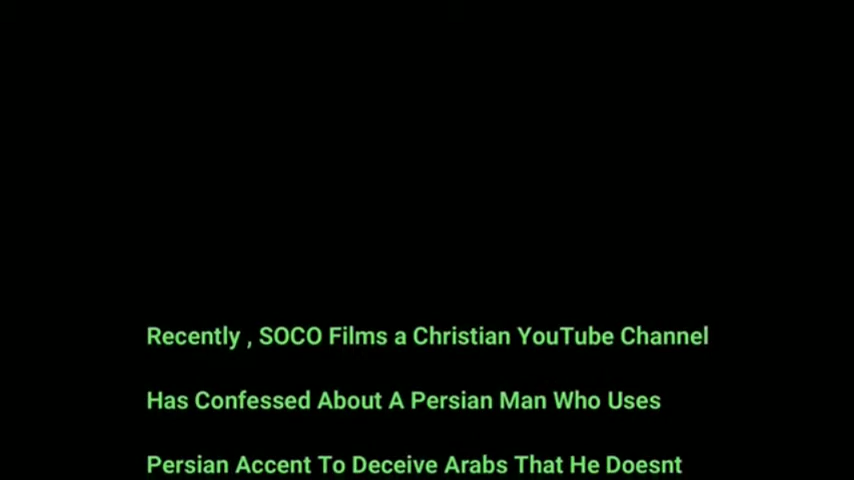 Recently , SOCO Films a Christian YouTube Channel
Has Confessed About A Persian Man Who Uses
Persian Accent To Deceive Arabs That He Doesnt